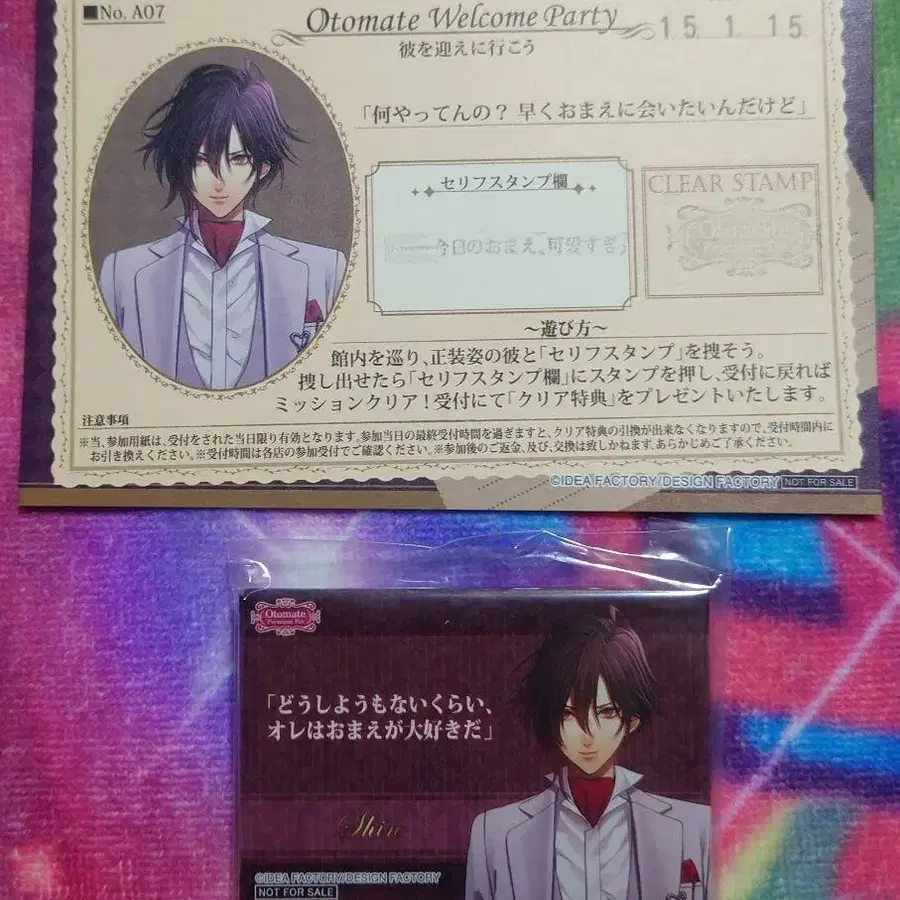 ■No. A07
Otomate Welcome Party
15. 1. 15
彼を迎えに行こう
「何やってんの? 早くおまえに会いたいんだけど」
セリフスタンプ欄
今日のおまえ、可愛すぎ
CLEAR STAMP
Otomate
～遊び方～
館内を巡り、正装姿の彼と「セリフスタンプ」を捜そう。
捜し出せたら「セリフスタンプ欄」にスタンプを押し、受付に戻れば
ミッションクリア!受付にて「クリア特典」をプレゼントいたします。
注意事項
※当、参加用紙は、受付をされた当日限り有効となります。参加当日の最終受付時間を過ぎますと、クリア特典の引換が出来なくなりますので、受付時間内に
お引き換えください。※受付時間は各店の参加受付でご確認ください。※参加後のご返金、及び、交換は致しかねます。あらかじめご了承ください。
©IDEA FACTORY/DESIGN FACTORY NOT FOR SALE
Otomate
Premium Fes.
「どうしようもないくらい、
オレはおまえが大好きだ」
Shin
©IDEA FACTORY/DESIGN FACTORY
NOT FOR SALE